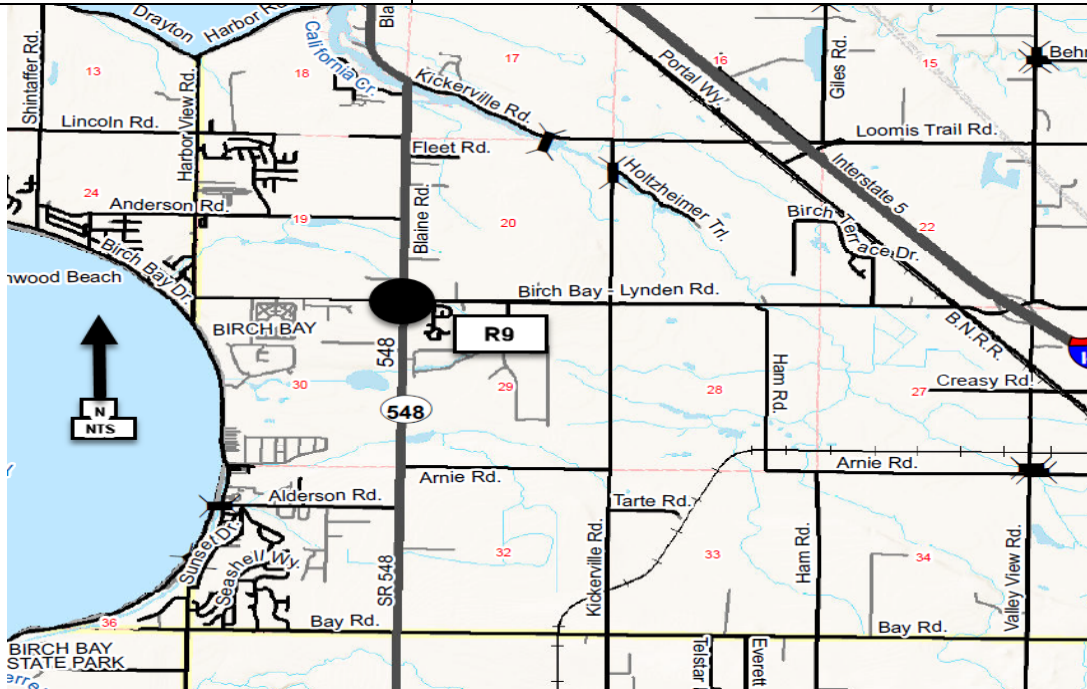 Drayton Harbor Rd.
Shintaffer Rd.
13
Harbor View Rd.
18
California Cr.
Bla
17
16
15
Giles Rd.
Behm
Kickerville Rd.
Portal Wy.
Lincoln Rd.
Fleet Rd.
Loomis Trail Rd.
Holtzheimer Trl.
Interstate 5
24
Anderson Rd.
19
Blaine Rd.
20
Birch Terrace Dr.
22
nwood Beach
Birch Bay Dr.
Birch Bay - Lynden Rd.
BIRCH BAY
R9
548
B.N.R.R.
N
NTS
30
548
29
28
Ham Rd.
27
Creasy Rd.
Arnie Rd.
Arnie Rd.
Alderson Rd.
Tarte Rd.
Sunset Dr.
Seashell Wy.
SR 548
32
Kickerville Rd.
33
Ham Rd.
34
Valley View Rd.
36
Bay Rd.
Bay Rd.
BIRCH BAY
STATE PARK
Telstar
Everett